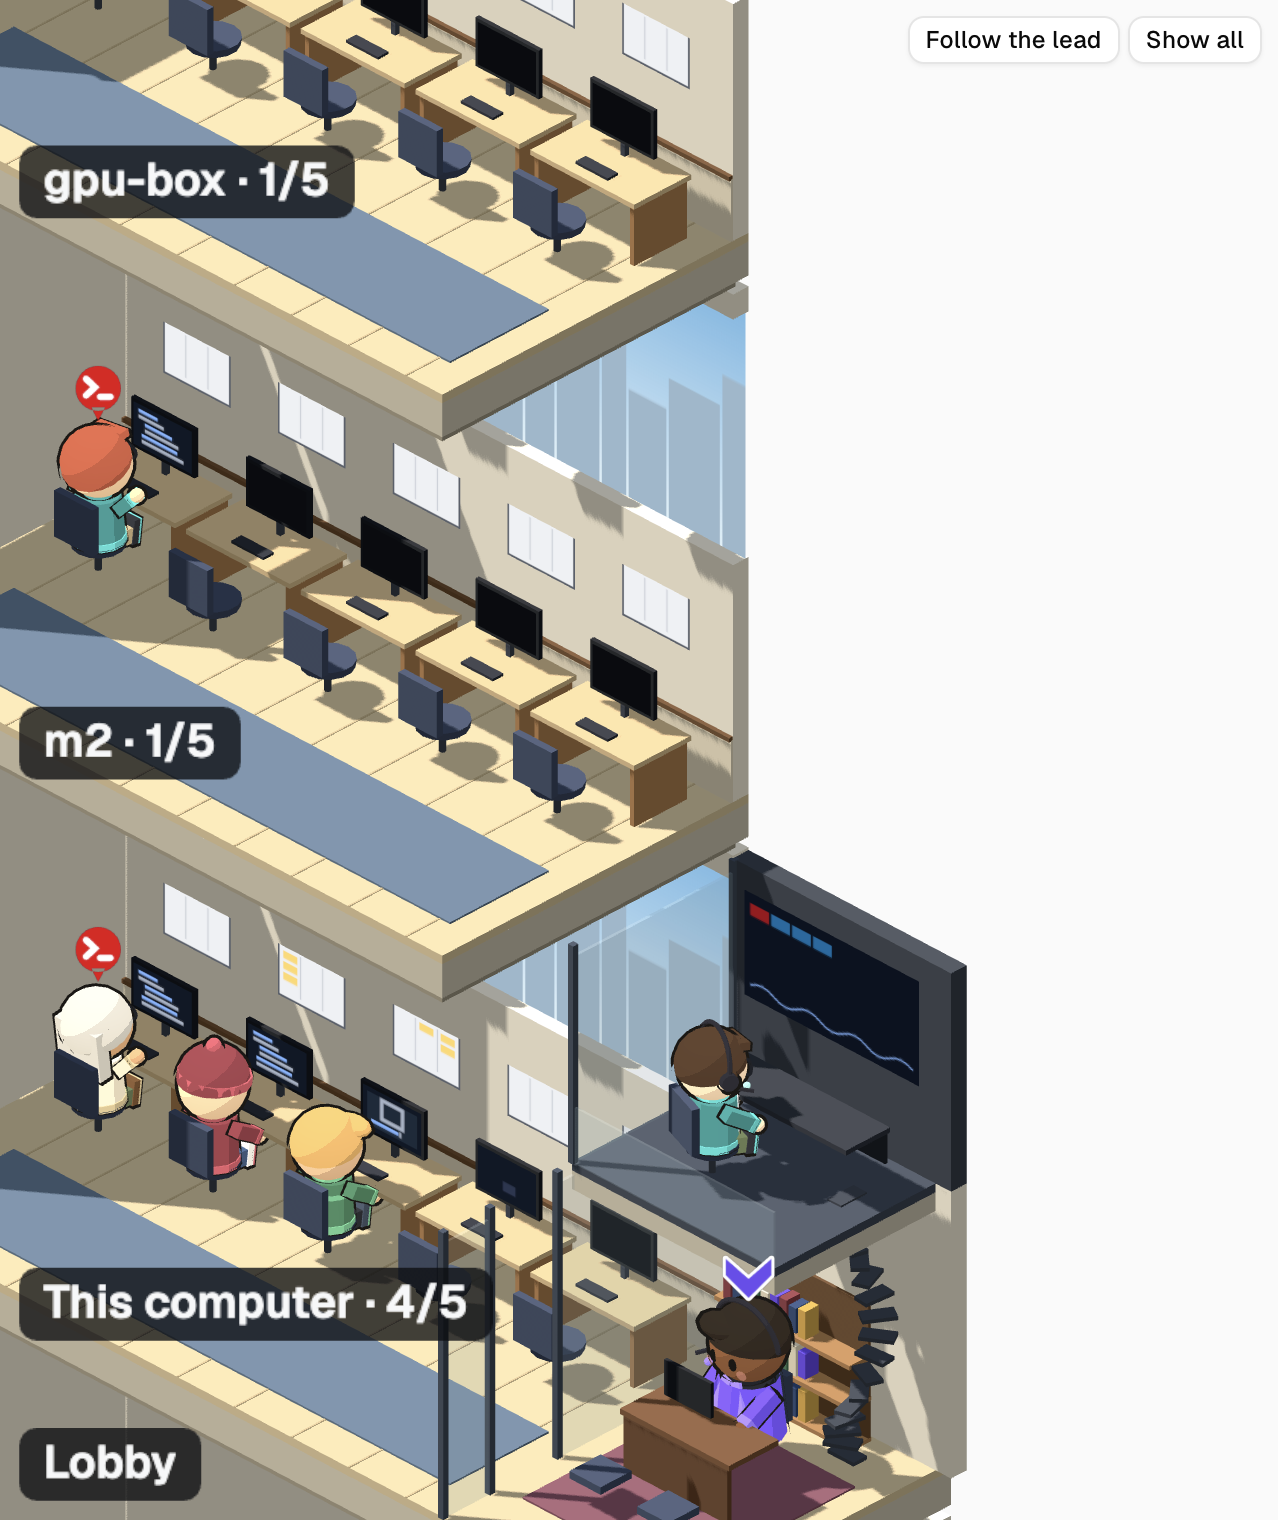 Follow the lead
Show all
gpu-box · 1/5
m2 · 1/5
This computer · 4/5
Lobby